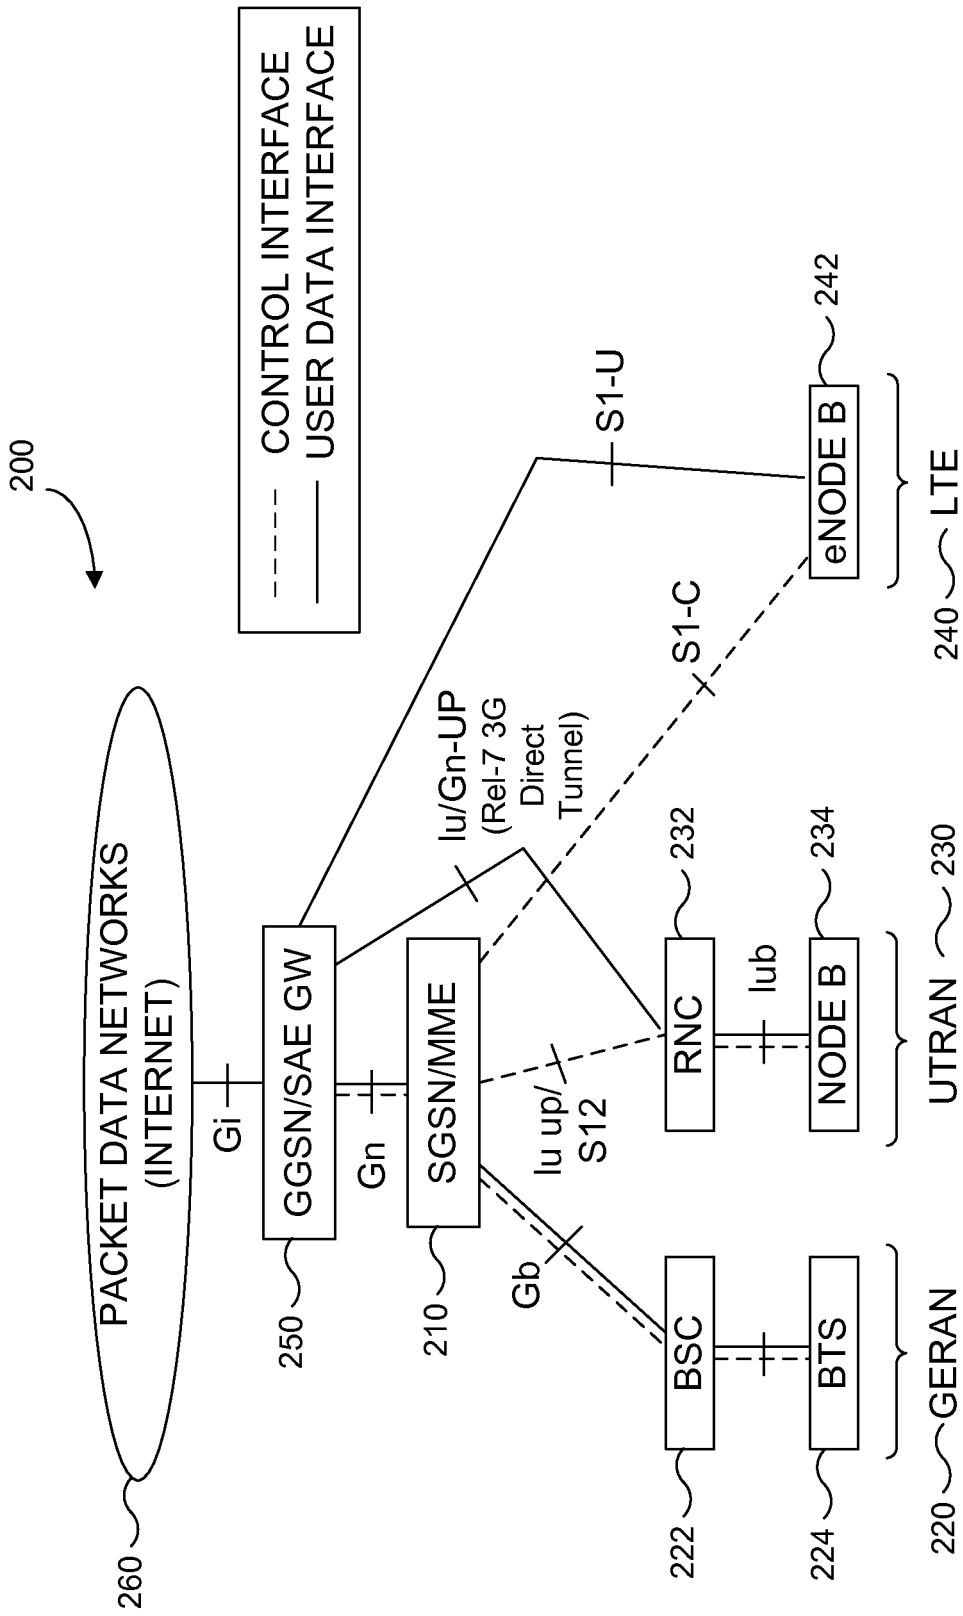 200
CONTROL INTERFACE
USER DATA INTERFACE
PACKET DATA NETWORKS
(INTERNET)
260
Gi
GGSN/SAE GW
250
Gn
SGSN/MME
210
Iu/Gn-UP
(Rel-7 3G
Direct
Tunnel)
S1-U
S1-C
Gb
Iu up/
S12
BSC
222
RNC
232
Iub
BTS
224
NODE B
234
eNODE B
242
220
GERAN
UTRAN
230
240
LTE